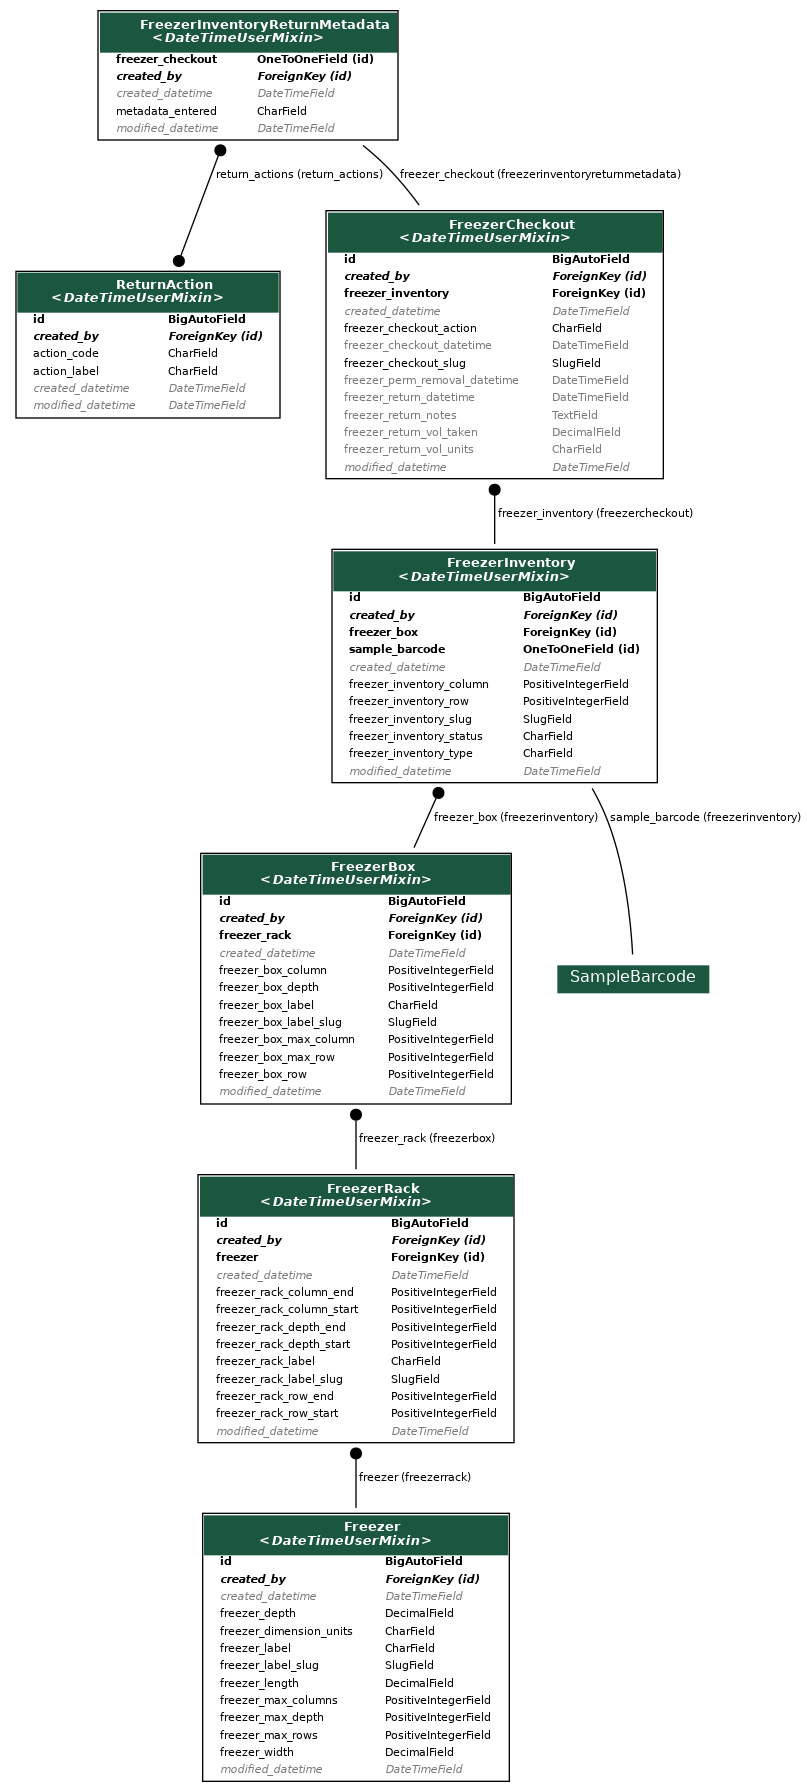 FreezerInventoryReturnMetadata
<DateTimeUserMixin>
freezer_checkout OneToOneField (id)
created_by ForeignKey (id)
created_datetime DateTimeField
metadata_entered CharField
modified_datetime DateTimeField
return_actions (return_actions) freezer_checkout (freezerinventoryreturnmetadata)
FreezerCheckout
<DateTimeUserMixin>
id BigAutoField
created_by ForeignKey (id)
freezer_inventory ForeignKey (id)
created_datetime DateTimeField
freezer_checkout_action CharField
freezer_checkout_datetime DateTimeField
freezer_checkout_slug SlugField
freezer_perm_removal_datetime DateTimeField
freezer_return_datetime DateTimeField
freezer_return_notes TextField
freezer_return_vol_taken DecimalField
freezer_return_vol_units CharField
modified_datetime DateTimeField
ReturnAction
<DateTimeUserMixin>
id BigAutoField
created_by ForeignKey (id)
action_code CharField
action_label CharField
created_datetime DateTimeField
modified_datetime DateTimeField
freezer_inventory (freezercheckout)
FreezerInventory
<DateTimeUserMixin>
id BigAutoField
created_by ForeignKey (id)
freezer_box ForeignKey (id)
sample_barcode OneToOneField (id)
created_datetime DateTimeField
freezer_inventory_column PositiveIntegerField
freezer_inventory_row PositiveIntegerField
freezer_inventory_slug SlugField
freezer_inventory_status CharField
freezer_inventory_type CharField
modified_datetime DateTimeField
freezer_box (freezerinventory) sample_barcode (freezerinventory)
FreezerBox
<DateTimeUserMixin>
id BigAutoField
created_by ForeignKey (id)
freezer_rack ForeignKey (id)
created_datetime DateTimeField
freezer_box_column PositiveIntegerField
freezer_box_depth PositiveIntegerField
freezer_box_label CharField
freezer_box_label_slug SlugField
freezer_box_max_column PositiveIntegerField
freezer_box_max_row PositiveIntegerField
freezer_box_row PositiveIntegerField
modified_datetime DateTimeField
SampleBarcode
freezer_rack (freezerbox)
FreezerRack
<DateTimeUserMixin>
id BigAutoField
created_by ForeignKey (id)
freezer ForeignKey (id)
created_datetime DateTimeField
freezer_rack_column_end PositiveIntegerField
freezer_rack_column_start PositiveIntegerField
freezer_rack_depth_end PositiveIntegerField
freezer_rack_depth_start PositiveIntegerField
freezer_rack_label CharField
freezer_rack_label_slug SlugField
freezer_rack_row_end PositiveIntegerField
freezer_rack_row_start PositiveIntegerField
modified_datetime DateTimeField
freezer (freezerrack)
Freezer
<DateTimeUserMixin>
id BigAutoField
created_by ForeignKey (id)
created_datetime DateTimeField
freezer_depth DecimalField
freezer_dimension_units CharField
freezer_label CharField
freezer_label_slug SlugField
freezer_length DecimalField
freezer_max_columns PositiveIntegerField
freezer_max_depth PositiveIntegerField
freezer_max_rows PositiveIntegerField
freezer_width DecimalField
modified_datetime DateTimeField